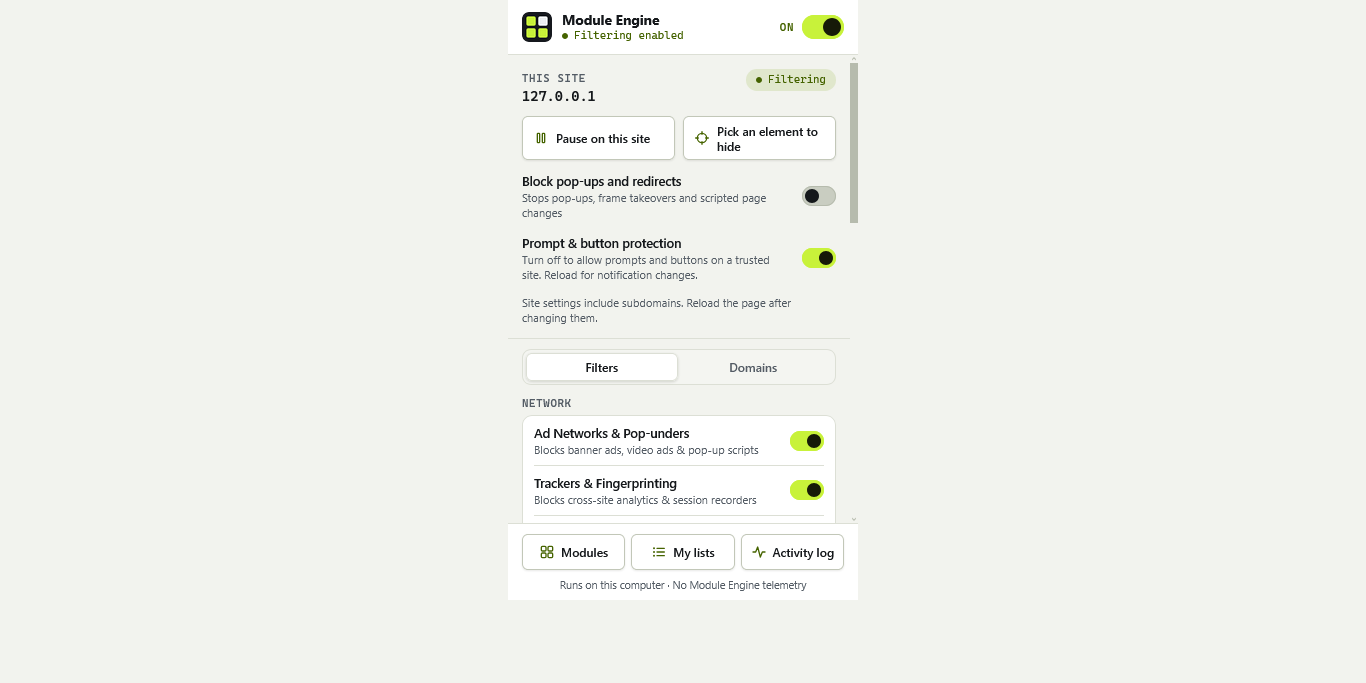 Module Engine
Filtering enabled
ON
THIS SITE
Filtering
127.0.0.1
Pause on this site
Pick an element to
hide
Block pop-ups and redirects
Stops pop-ups, frame takeovers and scripted page
changes
Prompt & button protection
Turn off to allow prompts and buttons on a trusted
site. Reload for notification changes.
Site settings include subdomains. Reload the page after
changing them.
Filters
Domains
NETWORK
Ad Networks & Pop-unders
Blocks banner ads, video ads & pop-up scripts
Trackers & Fingerprinting
Blocks cross-site analytics & session recorders
Modules
My lists
Activity log
Runs on this computer · No Module Engine telemetry